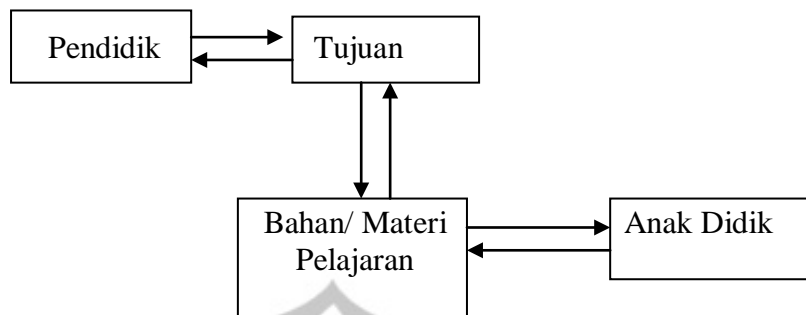 Pendidik
Tujuan
Bahan/ Materi
Pelajaran
Anak Didik